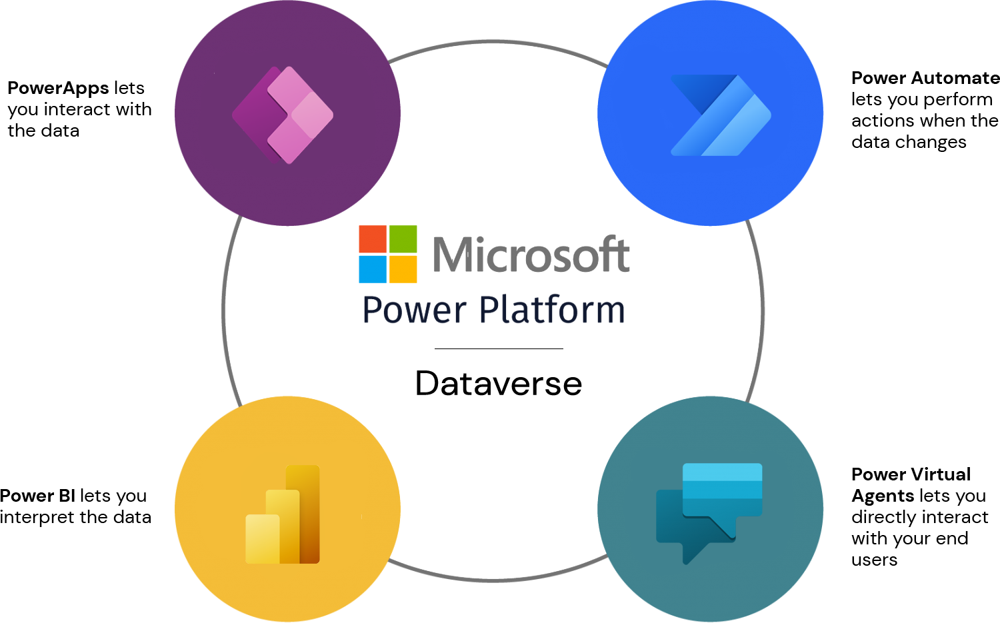 PowerApps lets
you interact with
the data
Power Automate
lets you perform
actions when the
data changes
Microsoft
Power Platform
Dataverse
Power BI lets you
interpret the data
Power Virtual
Agents lets you
directly interact
with your end
users